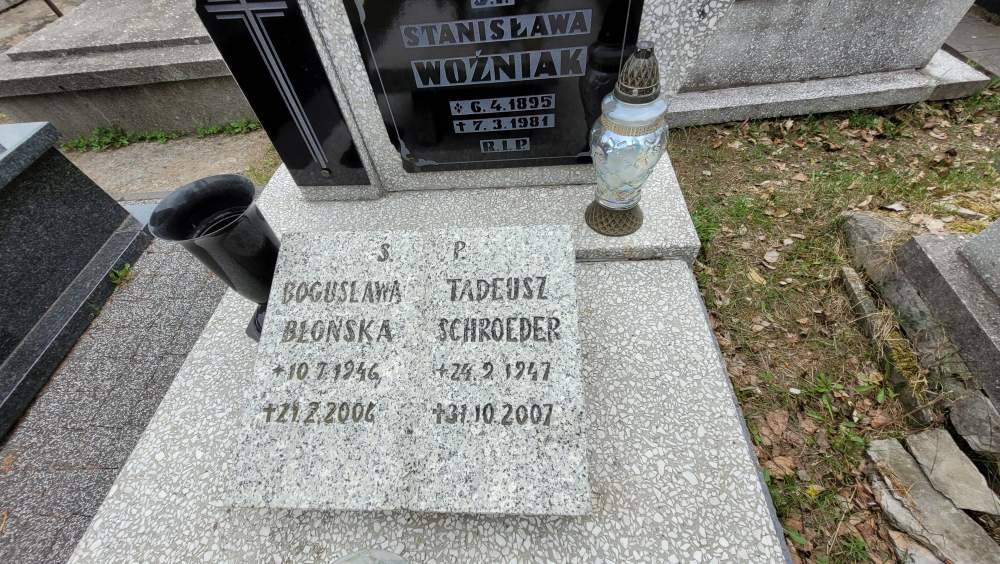 Ś.P.
STANISŁAWA
WOŹNIAK
* 6.4.1895
† 7.3.1981
R.I.P
S. P.
BOGUSŁAWA
BŁOŃSKA
*10.7.1946
†21.2.2006
TADEUSZ
SCHROEDER
*24.9.1947
†31.10.2007